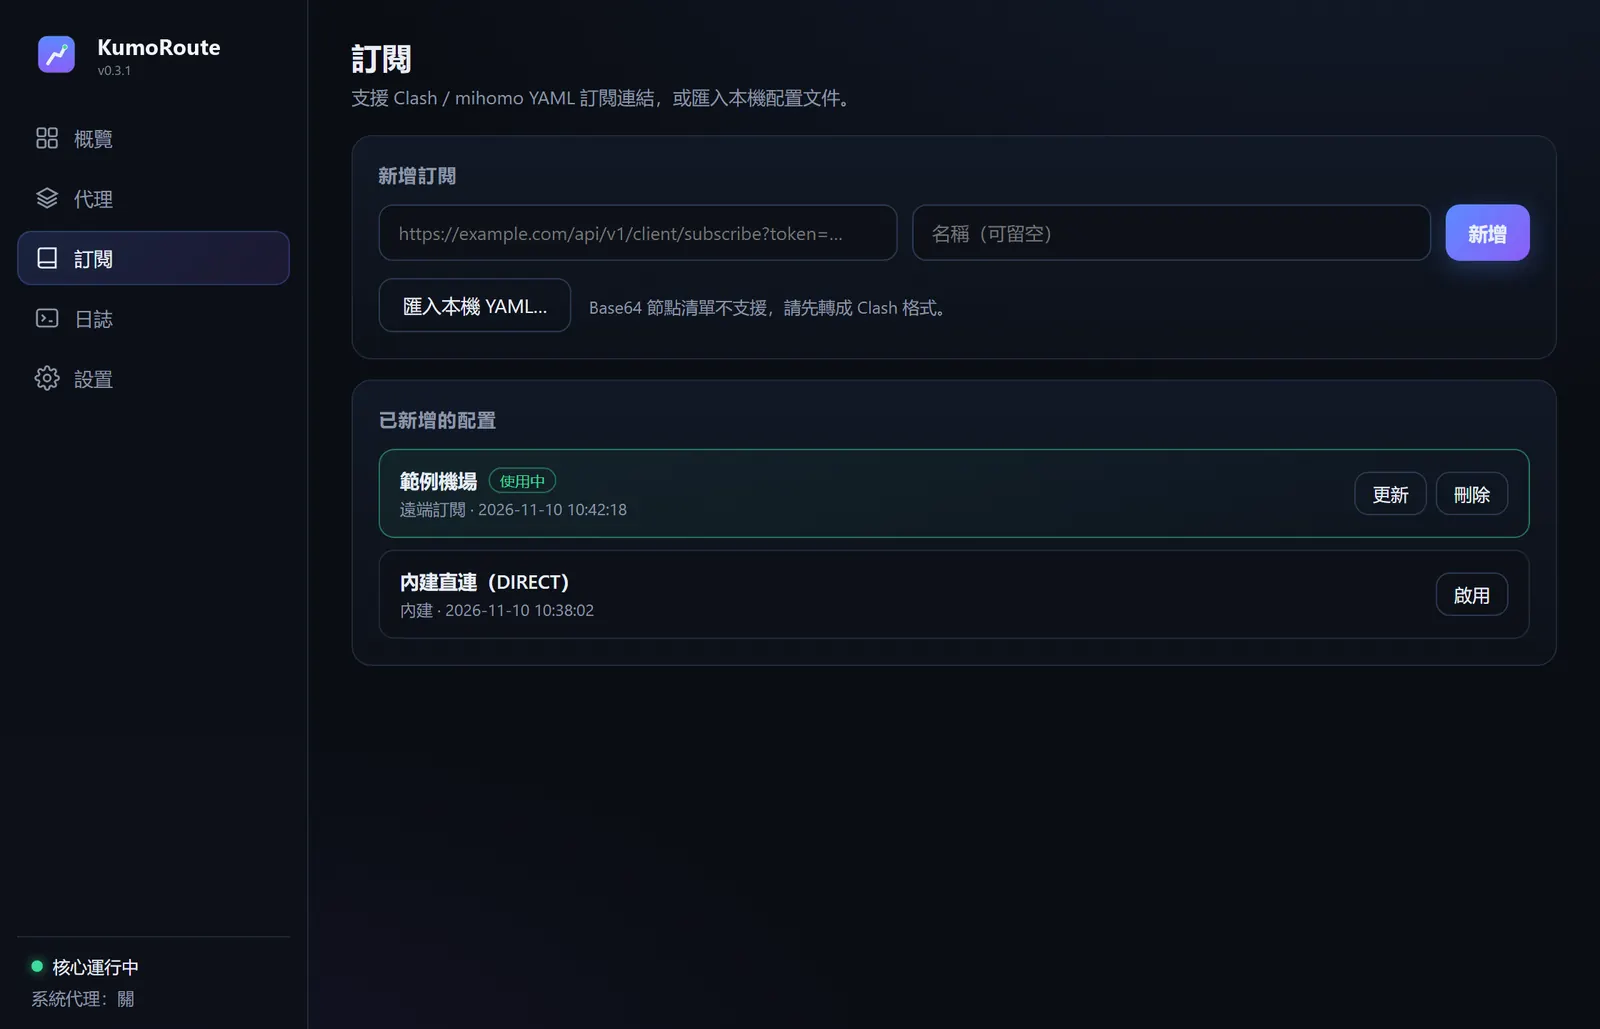 KumoRoute
v0.3.1
概覽
代理
訂閱
日誌
設置
核心運行中
系統代理：關
訂閱
支援 Clash / mihomo YAML 訂閱連結，或匯入本機配置文件。
新增訂閱
https://example.com/api/v1/client/subscribe?token=...
名稱（可留空）
新增
匯入本機 YAML...
Base64 節點清單不支援，請先轉成 Clash 格式。
已新增的配置
範例機場 使用中
遠端訂閱 · 2026-11-10 10:42:18
更新 刪除
內建直連（DIRECT）
內建 · 2026-11-10 10:38:02
啟用